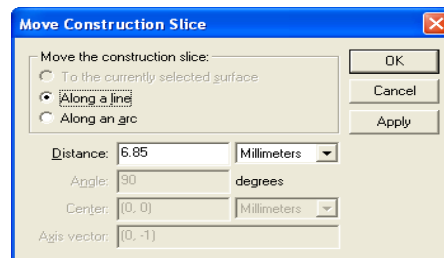 Move Construction Slice
Move the construction slice:
To the currently selected surface
Along a line
Along an arc
OK
Cancel
Apply
Distance: 6.85 Millimeters
Angle: 90 degrees
Center: (0, 0) Millimeters
Axis vector: (0, -1)